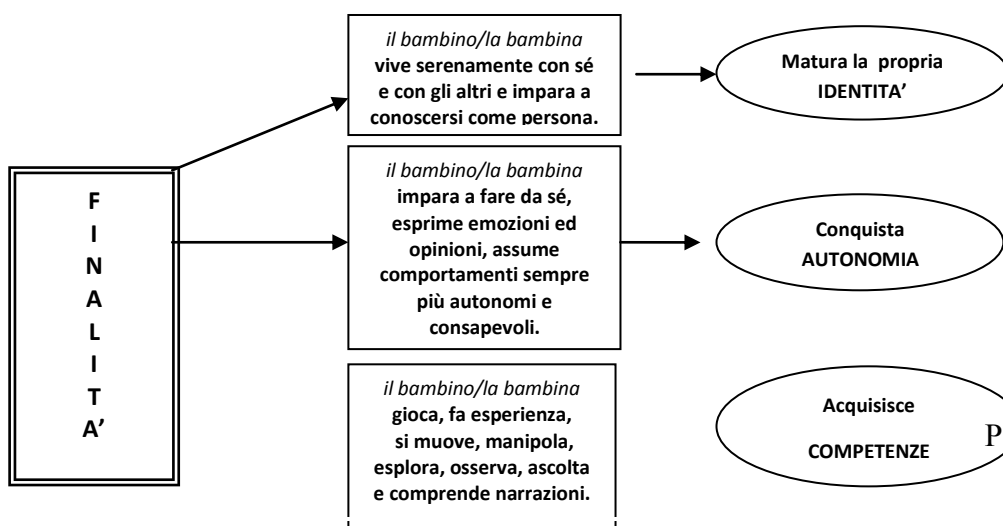 il bambino/la bambina
vive serenamente con sé
e con gli altri e impara a
conoscersi come persona.
Matura la propria
IDENTITA’
F
I
N
A
L
I
T
A’
il bambino/la bambina
impara a fare da sé,
esprime emozioni ed
opinioni, assume
comportamenti sempre
più autonomi e
consapevoli.
Conquista
AUTONOMIA
il bambino/la bambina
gioca, fa esperienza,
si muove, manipola,
esplora, osserva, ascolta
e comprende narrazioni.
Acquisisce
COMPETENZE
P